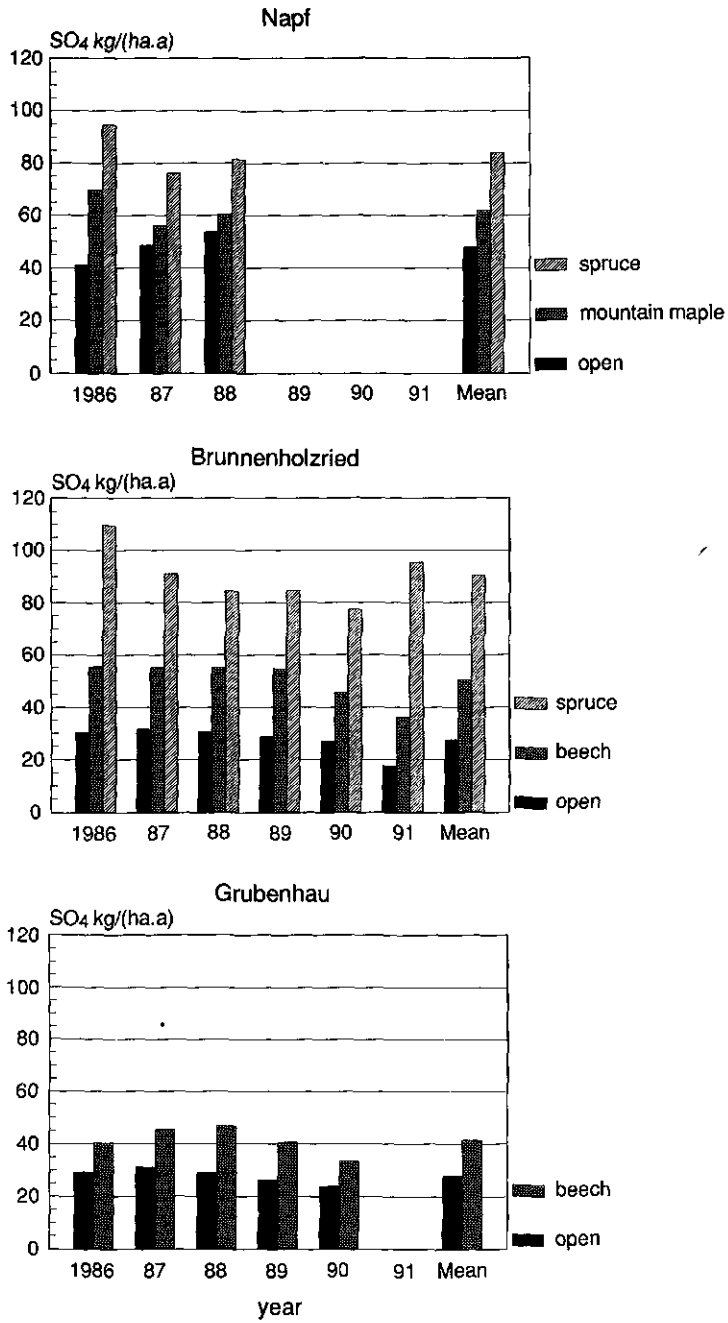 Napf
SO4 kg/(ha.a)
120
100
80
60
40
20
0
1986 87 88 89 90 91 Mean
spruce
mountain maple
open
Brunnenholzried
SO4 kg/(ha.a)
120
100
80
60
40
20
0
1986 87 88 89 90 91 Mean
spruce
beech
open
Grubenhau
SO4 kg/(ha.a)
120
100
80
60
40
20
0
1986 87 88 89 90 91 Mean
beech
open
year